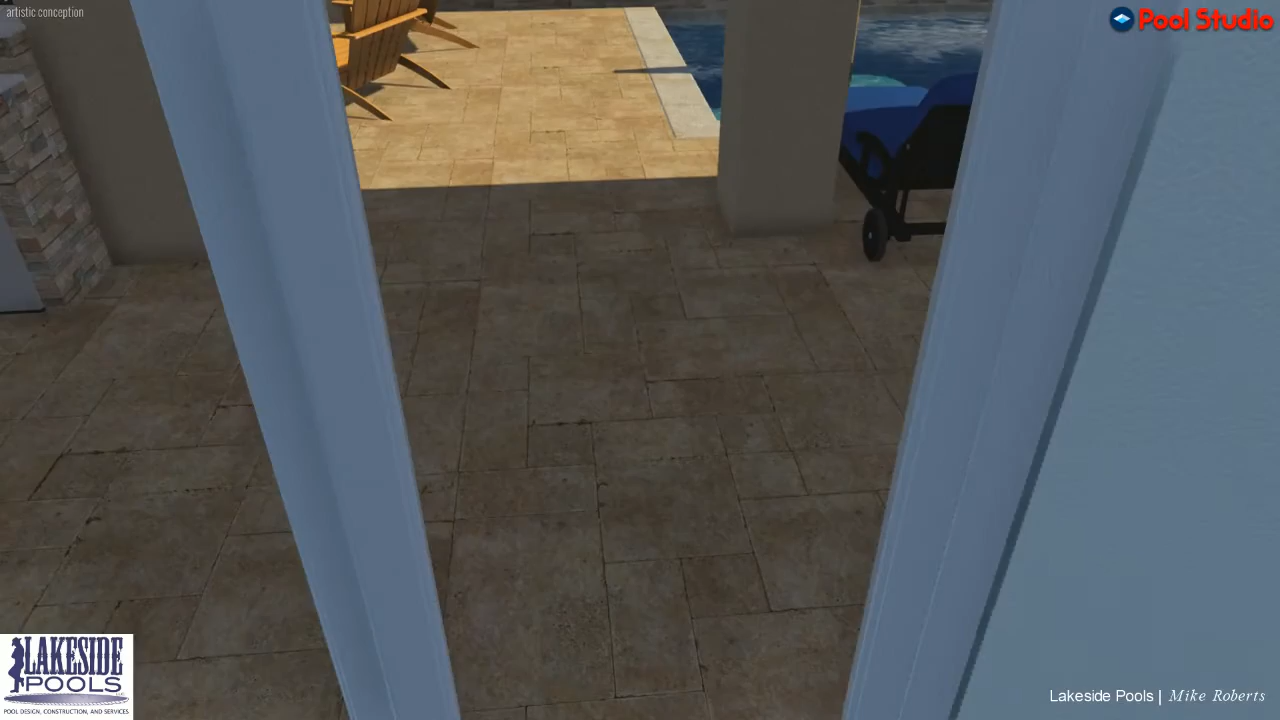 artistic conception
Pool Studio
LAKESIDE
POOLS
POOL DESIGN, CONSTRUCTION, AND SERVICES
Lakeside Pools | Mike Roberts